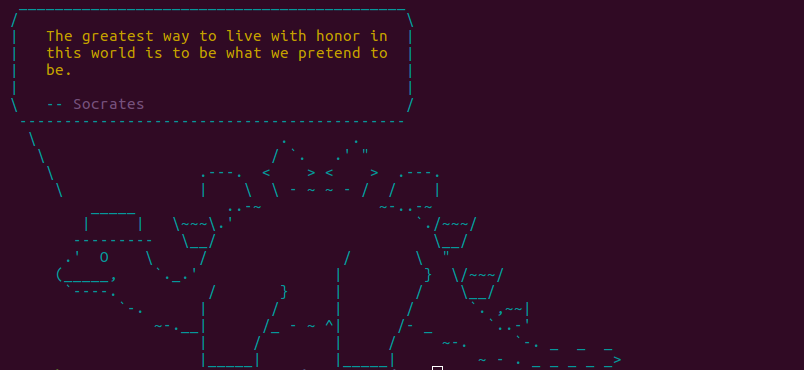 The greatest way to live with honor in
this world is to be what we pretend to
be.
-- Socrates